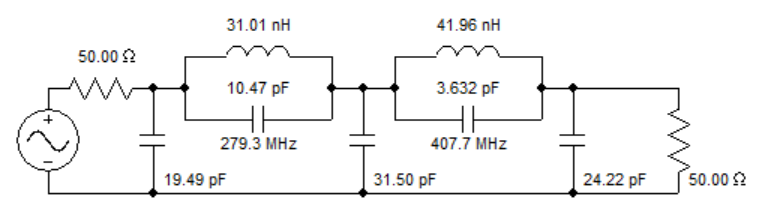 31.01 nH
41.96 nH
50.00 Ω
10.47 pF
3.632 pF
279.3 MHz
407.7 MHz
19.49 pF
31.50 pF
24.22 pF
50.00 Ω